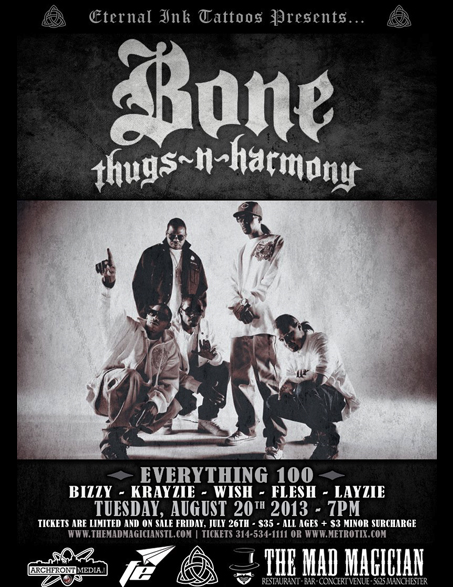 Eternal Ink Tattoos Presents...
Bone
thugs~n~harmony
EVERYTHING 100
BIZZY - KRAYZIE - WISH - FLESH - LAYZIE
TUESDAY, AUGUST 20TH 2013 - 7PM
TICKETS ARE LIMITED AND ON SALE FRIDAY, JULY 26TH - $35 - ALL AGES + $3 MINOR SURCHARGE
WWW.THEMADMAGICIANSTL.COM | TICKETS 314-534-1111 OR WWW.METROTIX.COM
ARCHFRONTMEDIA
fe
THE MAD MAGICIAN
RESTAURANT · BAR · CONCERT VENUE · 5625 MANCHESTER